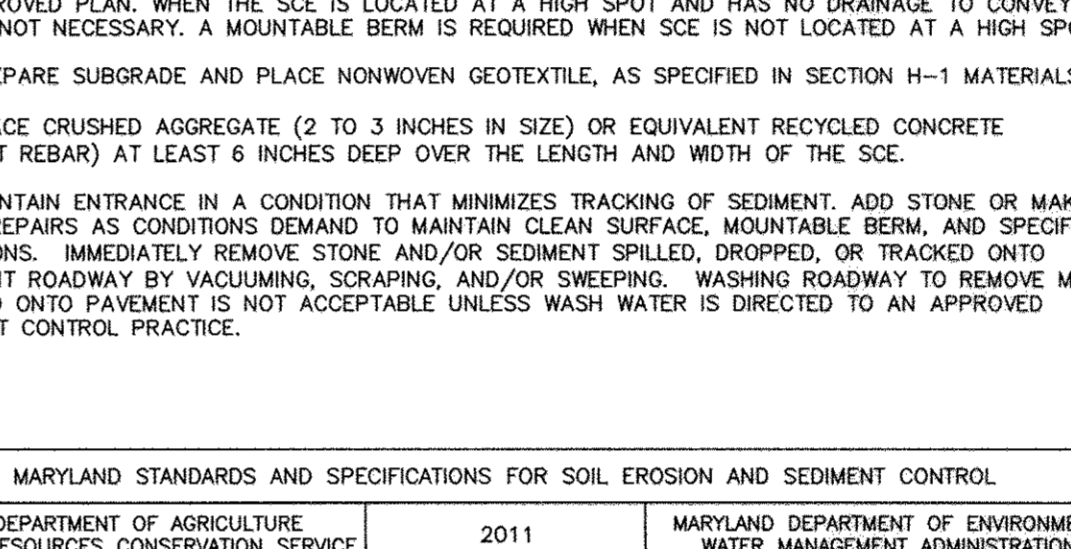 ROVED PLAN. WHEN THE SCE IS LOCATED AT A HIGH SPOT AND HAS NO DRAINAGE TO CONVEY
NOT NECESSARY. A MOUNTABLE BERM IS REQUIRED WHEN SCE IS NOT LOCATED AT A HIGH SPO
EPARE SUBGRADE AND PLACE NONWOVEN GEOTEXTILE, AS SPECIFIED IN SECTION H-1 MATERIALS
ACE CRUSHED AGGREGATE (2 TO 3 INCHES IN SIZE) OR EQUIVALENT RECYCLED CONCRETE
T REBAR) AT LEAST 6 INCHES DEEP OVER THE LENGTH AND WIDTH OF THE SCE.
NTAIN ENTRANCE IN A CONDITION THAT MINIMIZES TRACKING OF SEDIMENT. ADD STONE OR MAK
EPAIRS AS CONDITIONS DEMAND TO MAINTAIN CLEAN SURFACE, MOUNTABLE BERM, AND SPECIF
ONS. IMMEDIATELY REMOVE STONE AND/OR SEDIMENT SPILLED, DROPPED, OR TRACKED ONTO
NT ROADWAY BY VACUUMING, SCRAPING, AND/OR SWEEPING. WASHING ROADWAY TO REMOVE M
D ONTO PAVEMENT IS NOT ACCEPTABLE UNLESS WASH WATER IS DIRECTED TO AN APPROVED
T CONTROL PRACTICE.
MARYLAND STANDARDS AND SPECIFICATIONS FOR SOIL EROSION AND SEDIMENT CONTROL
DEPARTMENT OF AGRICULTURE
ESOURCES CONSERVATION SERVICE
2011
MARYLAND DEPARTMENT OF ENVIRONME
WATER MANAGEMENT ADMINISTRATION